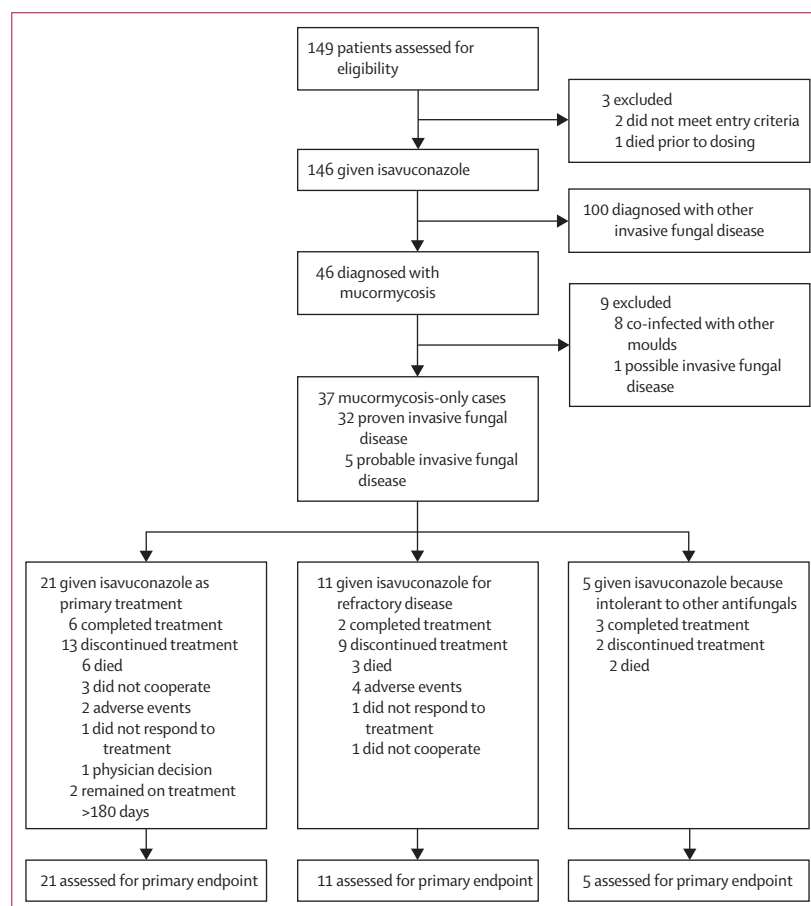 149 patients assessed for
eligibility
3 excluded
2 did not meet entry criteria
1 died prior to dosing
146 given isavuconazole
100 diagnosed with other
invasive fungal disease
46 diagnosed with
mucormycosis
9 excluded
8 co-infected with other
moulds
1 possible invasive fungal
disease
37 mucormycosis-only cases
32 proven invasive fungal
disease
5 probable invasive fungal
disease
21 given isavuconazole as
primary treatment
6 completed treatment
13 discontinued treatment
6 died
3 did not cooperate
2 adverse events
1 did not respond to
treatment
1 physician decision
2 remained on treatment
>180 days
11 given isavuconazole for
refractory disease
2 completed treatment
9 discontinued treatment
3 died
4 adverse events
1 did not respond to
treatment
1 did not cooperate
5 given isavuconazole because
intolerant to other antifungals
3 completed treatment
2 discontinued treatment
2 died
21 assessed for primary endpoint
11 assessed for primary endpoint
5 assessed for primary endpoint